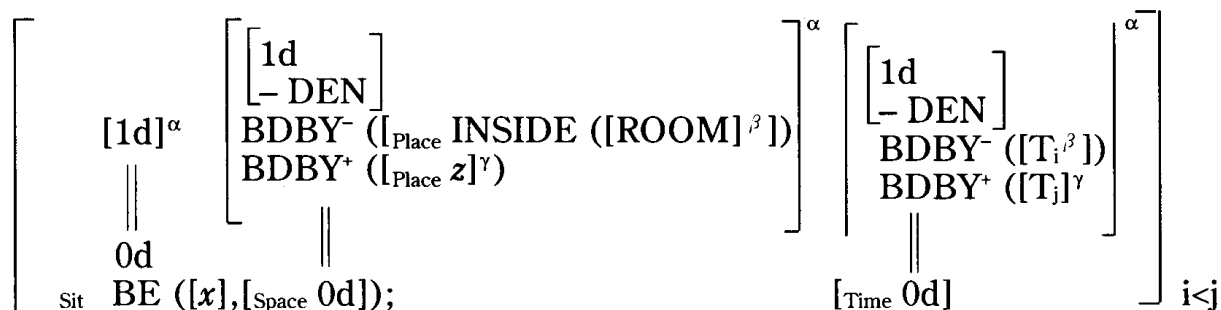 1d 1d
– DEN – DEN
[1d]α BDBY⁻ ([Place INSIDE ([ROOM]β]) α BDBY⁻ ([Tiβ]) α
BDBY⁺ ([Place z]γ) BDBY⁺ ([Tj]γ
0d
Sit BE ([x],[Space 0d]); [Time 0d] i<j